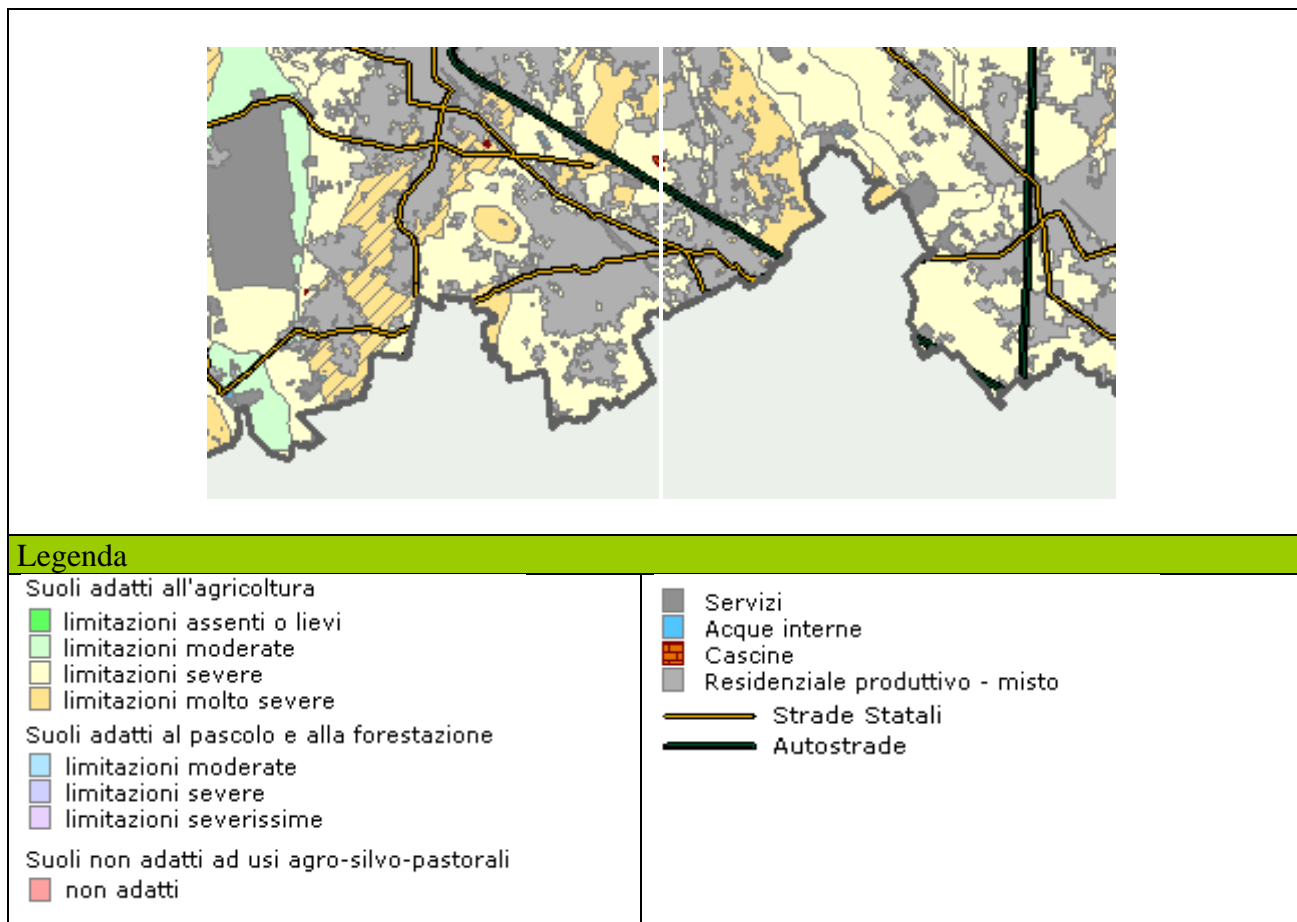 Legenda
Suoli adatti all'agricoltura
limitazioni assenti o lievi
limitazioni moderate
limitazioni severe
limitazioni molto severe
Suoli adatti al pascolo e alla forestazione
limitazioni moderate
limitazioni severe
limitazioni severissime
Suoli non adatti ad usi agro-silvo-pastorali
non adatti
Servizi
Acque interne
Cascine
Residenziale produttivo - misto
Strade Statali
Autostrade